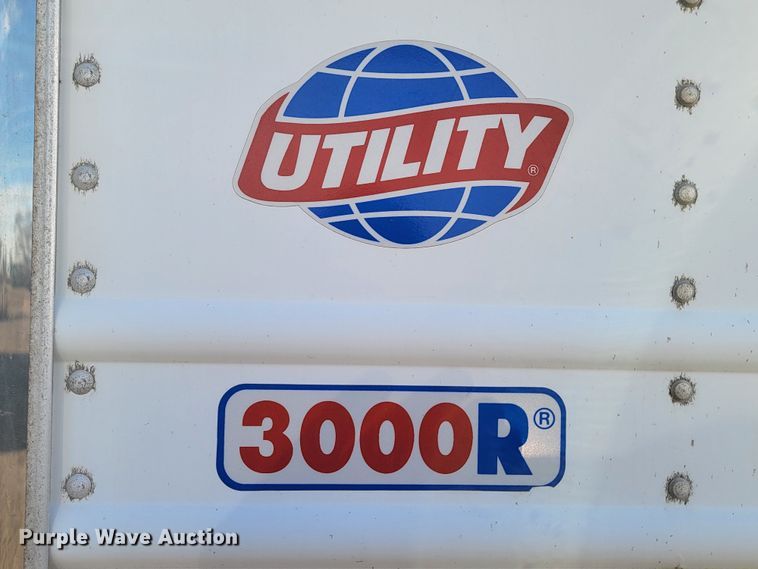 UTILITY®
3000R®
Purple Wave Auction